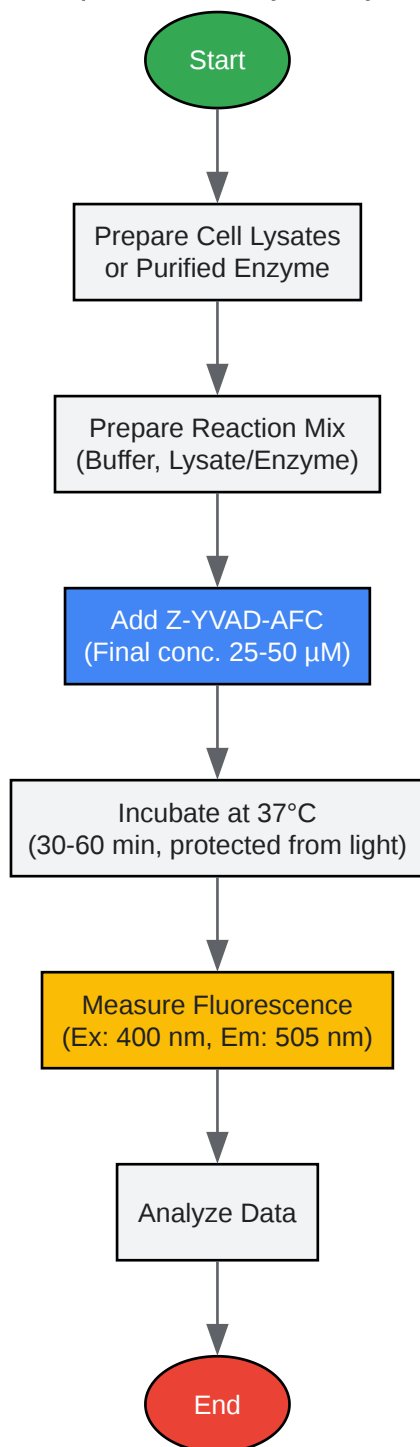 Start
Prepare Cell Lysates
or Purified Enzyme
Prepare Reaction Mix
(Buffer, Lysate/Enzyme)
Add Z-YVAD-AFC
(Final conc. 25-50 µM)
Incubate at 37°C
(30-60 min, protected from light)
Measure Fluorescence
(Ex: 400 nm, Em: 505 nm)
Analyze Data
End